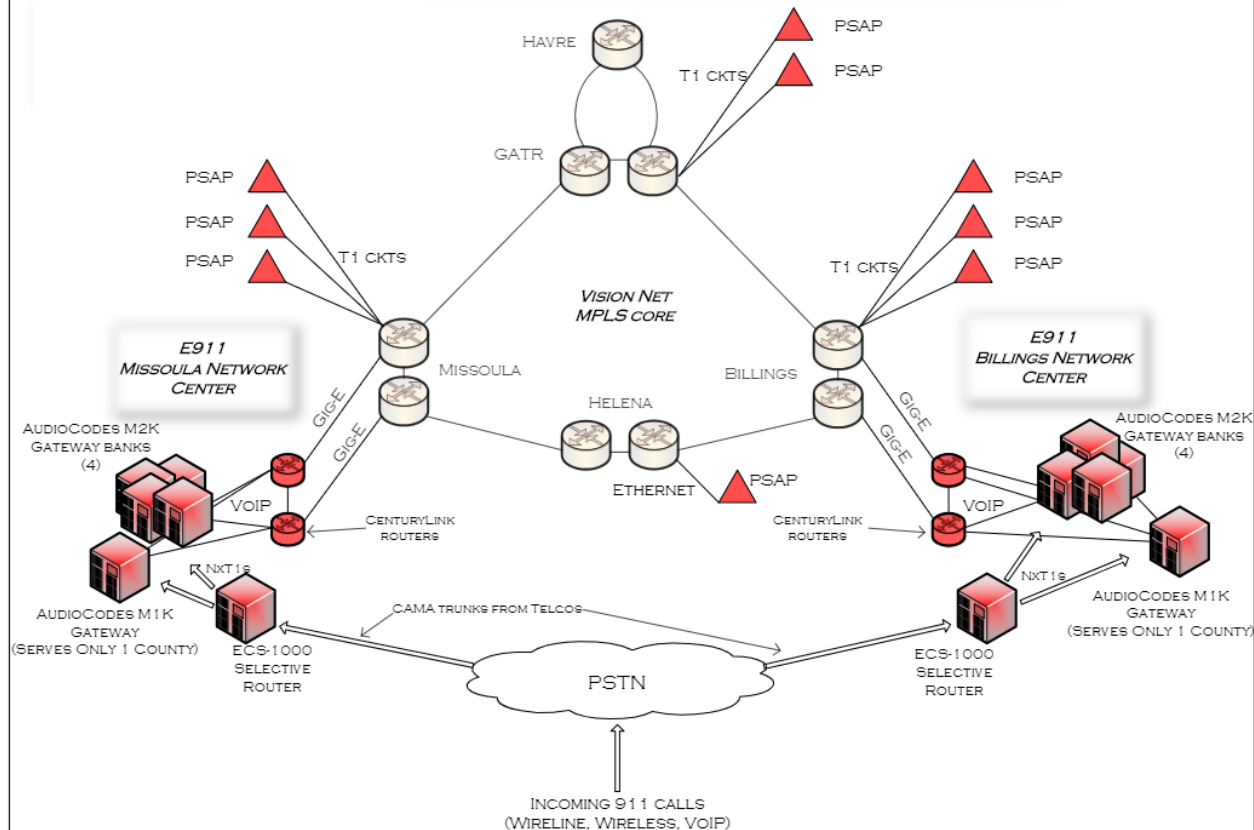 Havre
PSAP
PSAP
T1 ckts
GATR
PSAP
PSAP
PSAP
T1 ckts
PSAP
PSAP
PSAP
T1 ckts
Vision Net
MPLS core
E911
Missoula Network
Center
E911
Billings Network
Center
Missoula
Billings
Helena
Gig-E
Gig-E
Gig-E
Gig-E
AudioCodes M2K
Gateway banks
(4)
AudioCodes M2K
Gateway banks
(4)
VOIP
VOIP
Ethernet
PSAP
CenturyLink
routers
CenturyLink
routers
NxT1s
NxT1s
AudioCodes M1K
Gateway
(Serves Only 1 County)
AudioCodes M1K
Gateway
(Serves Only 1 County)
CAMA trunks from Telcos
ECS-1000
Selective
Router
ECS-1000
Selective
Router
PSTN
Incoming 911 calls
(Wireline, Wireless, VoIP)